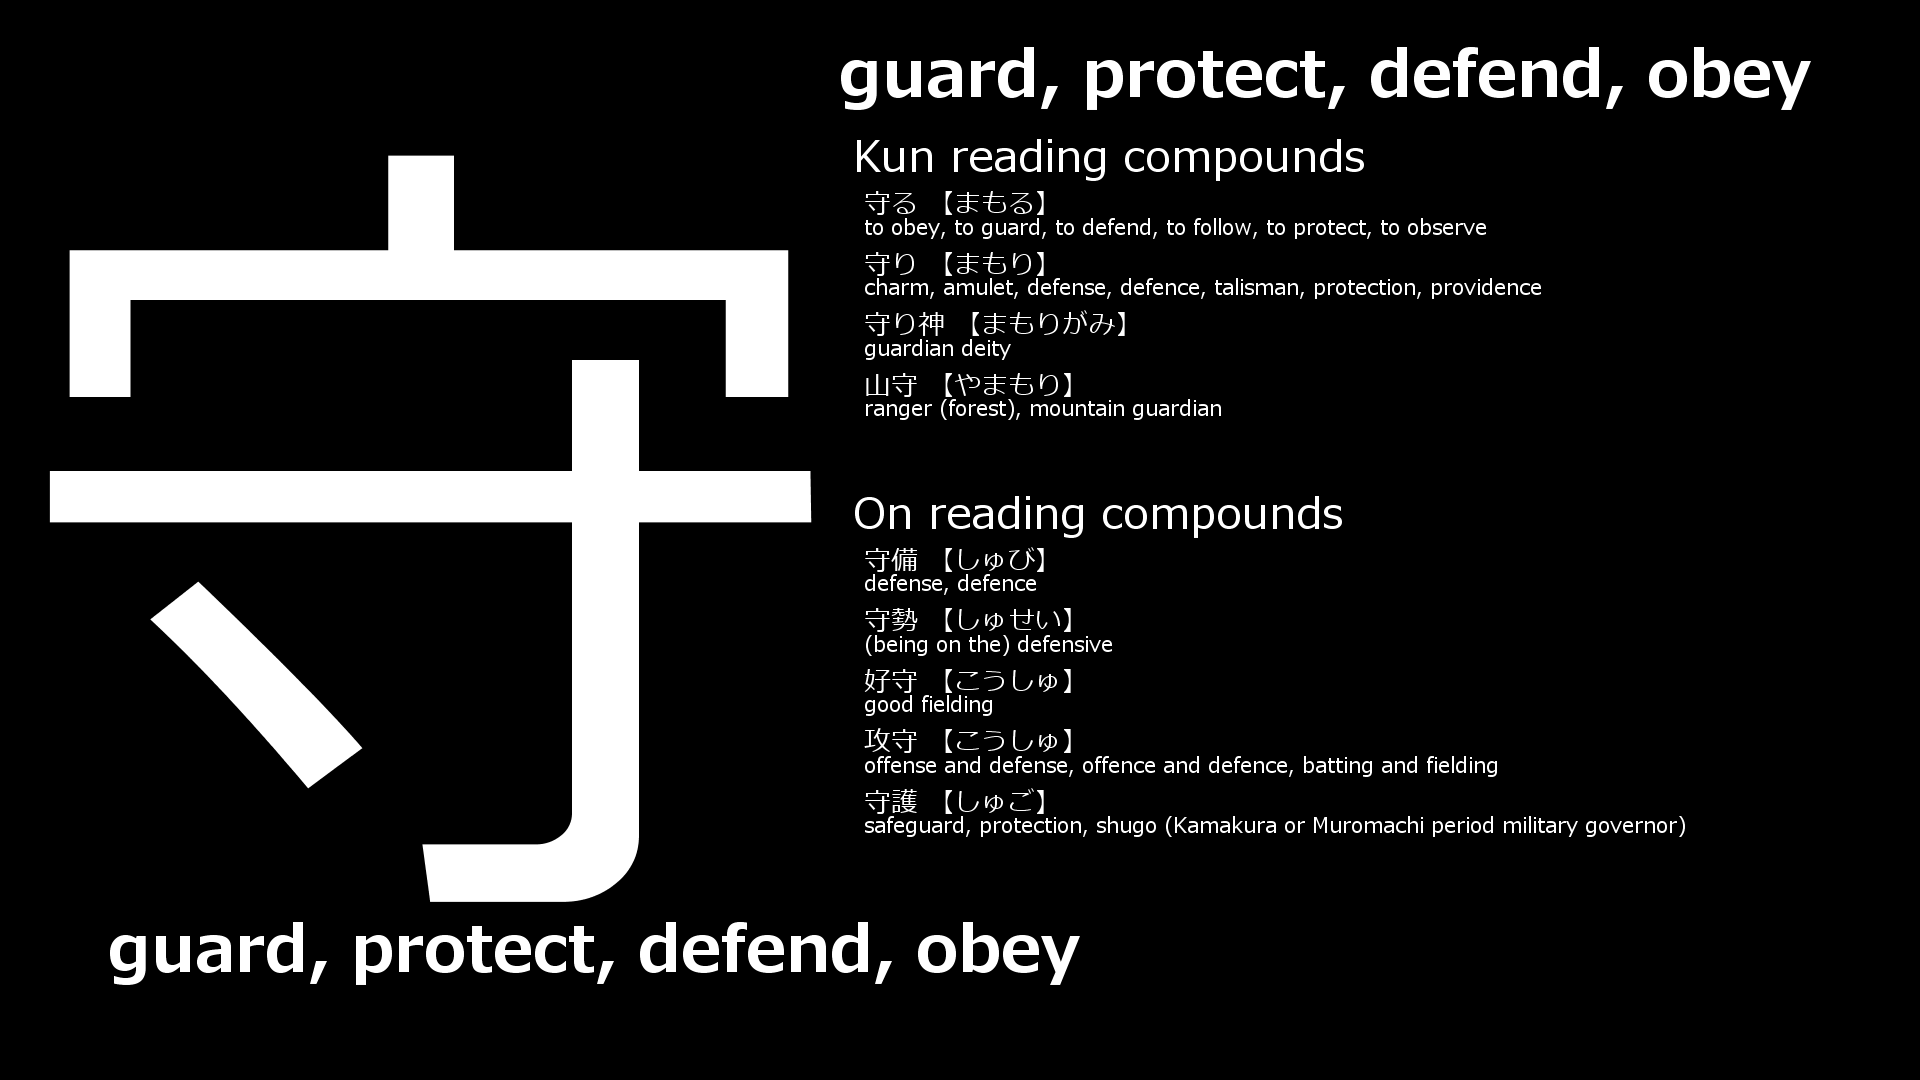 守
guard, protect, defend, obey
guard, protect, defend, obey
Kun reading compounds
守る 【まもる】
to obey, to guard, to defend, to follow, to protect, to observe
守り 【まもり】
charm, amulet, defense, defence, talisman, protection, providence
守り神 【まもりがみ】
guardian deity
山守 【やまもり】
ranger (forest), mountain guardian
On reading compounds
守備 【しゅび】
defense, defence
守勢 【しゅせい】
(being on the) defensive
好守 【こうしゅ】
good fielding
攻守 【こうしゅ】
offense and defense, offence and defence, batting and fielding
守護 【しゅご】
safeguard, protection, shugo (Kamakura or Muromachi period military governor)